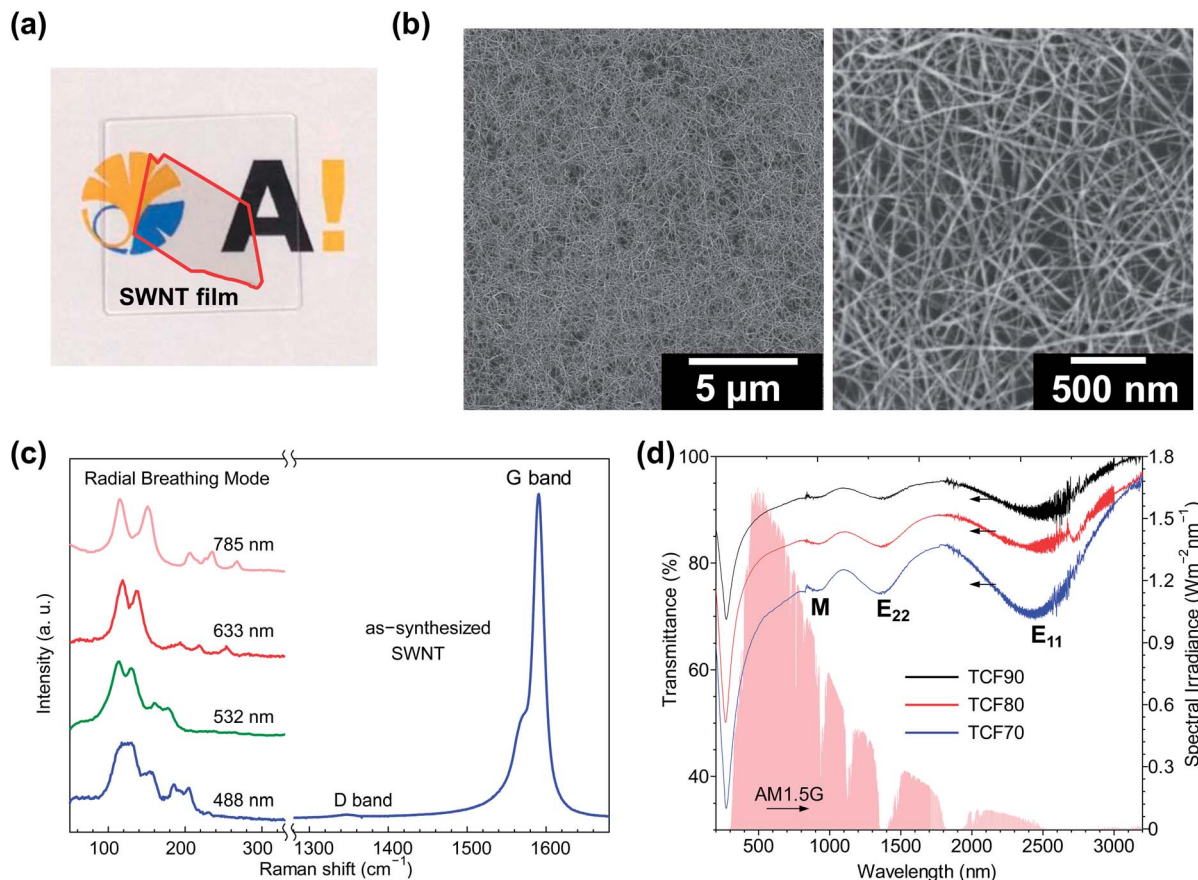 (a)
A!
SWNT film
(b)
5 μm
500 nm
(c)
Radial Breathing Mode
G band
785 nm
633 nm
as−synthesized
SWNT
532 nm
D band
488 nm
Intensity (a. u.)
100 200 300 1300 1400 1500 1600
Raman shift (cm−1)
(d)
100
80
60
40
Transmittance (%)
M
E22
E11
TCF90
TCF80
TCF70
AM1.5G
1.8
1.5
1.2
0.9
0.6
0.3
0
Spectral Irradiance (Wm−2nm−1)
500 1000 1500 2000 2500 3000
Wavelength (nm)